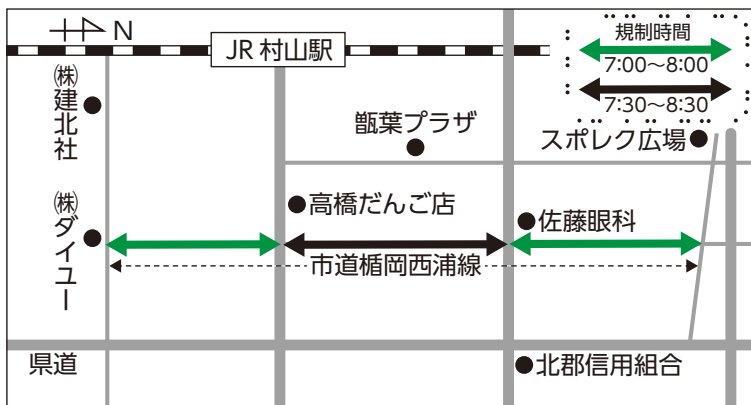 N
JR 村山駅
規制時間
7:00～8:00
7:30～8:30
㈱建北社
甑葉プラザ
スポレク広場
㈱ダイユー
高橋だんご店
佐藤眼科
市道楯岡西浦線
県道
北郡信用組合